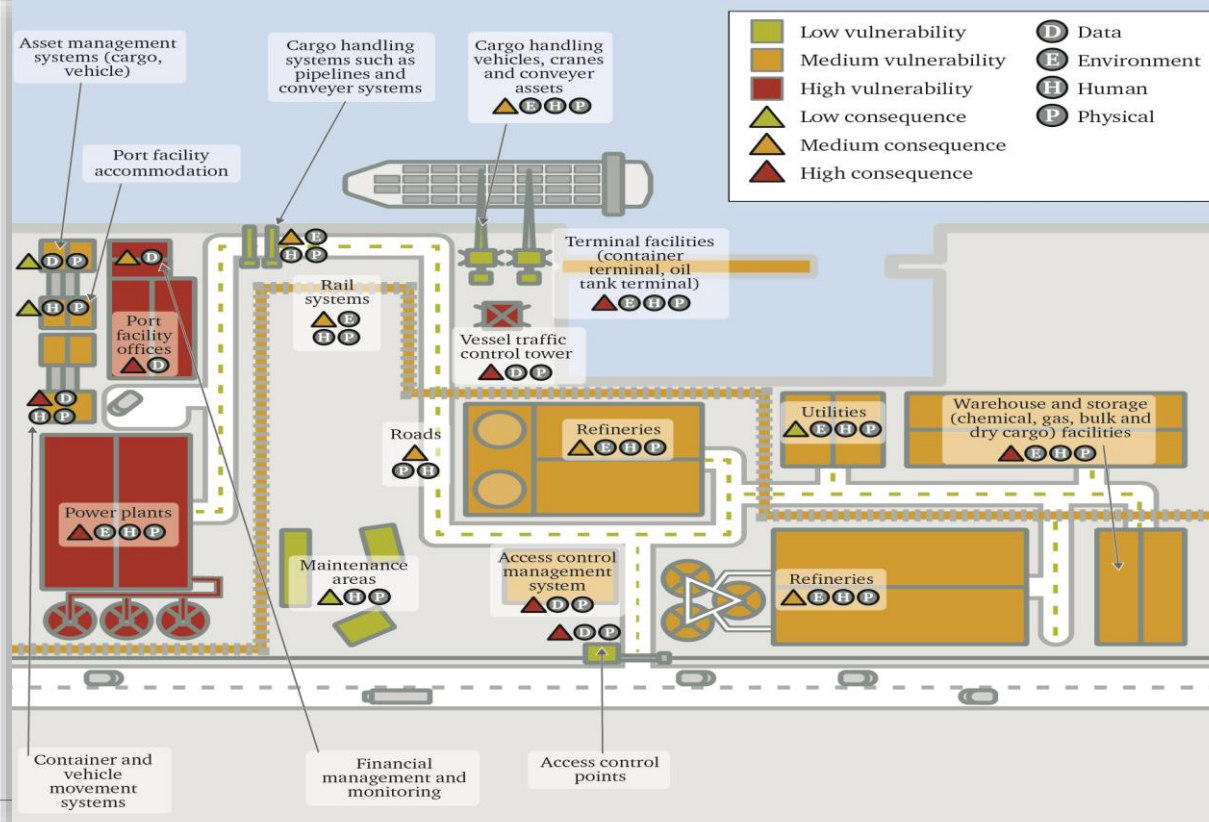 Asset management
systems (cargo,
vehicle)
Cargo handling
systems such as
pipelines and
conveyer systems
Cargo handling
vehicles, cranes
and conveyer
assets
E H P
Low vulnerability
Medium vulnerability
High vulnerability
Low consequence
Medium consequence
High consequence
D Data
E Environment
H Human
P Physical
Port facility
accommodation
D P
D
E
H P
H P
Port
facility
offices
D
Rail
systems
E
H P
Terminal facilities
(container
terminal, oil
tank terminal)
E H P
Vessel traffic
control tower
D P
D
H P
Roads
P H
Refineries
E H P
Utilities
E H P
Warehouse and storage
(chemical, gas, bulk and
dry cargo) facilities
E H P
Power plants
E H P
Maintenance
areas
H P
Access control
management
system
D P
D P
Refineries
E H P
Container and
vehicle
movement
systems
Financial
management and
monitoring
Access control
points